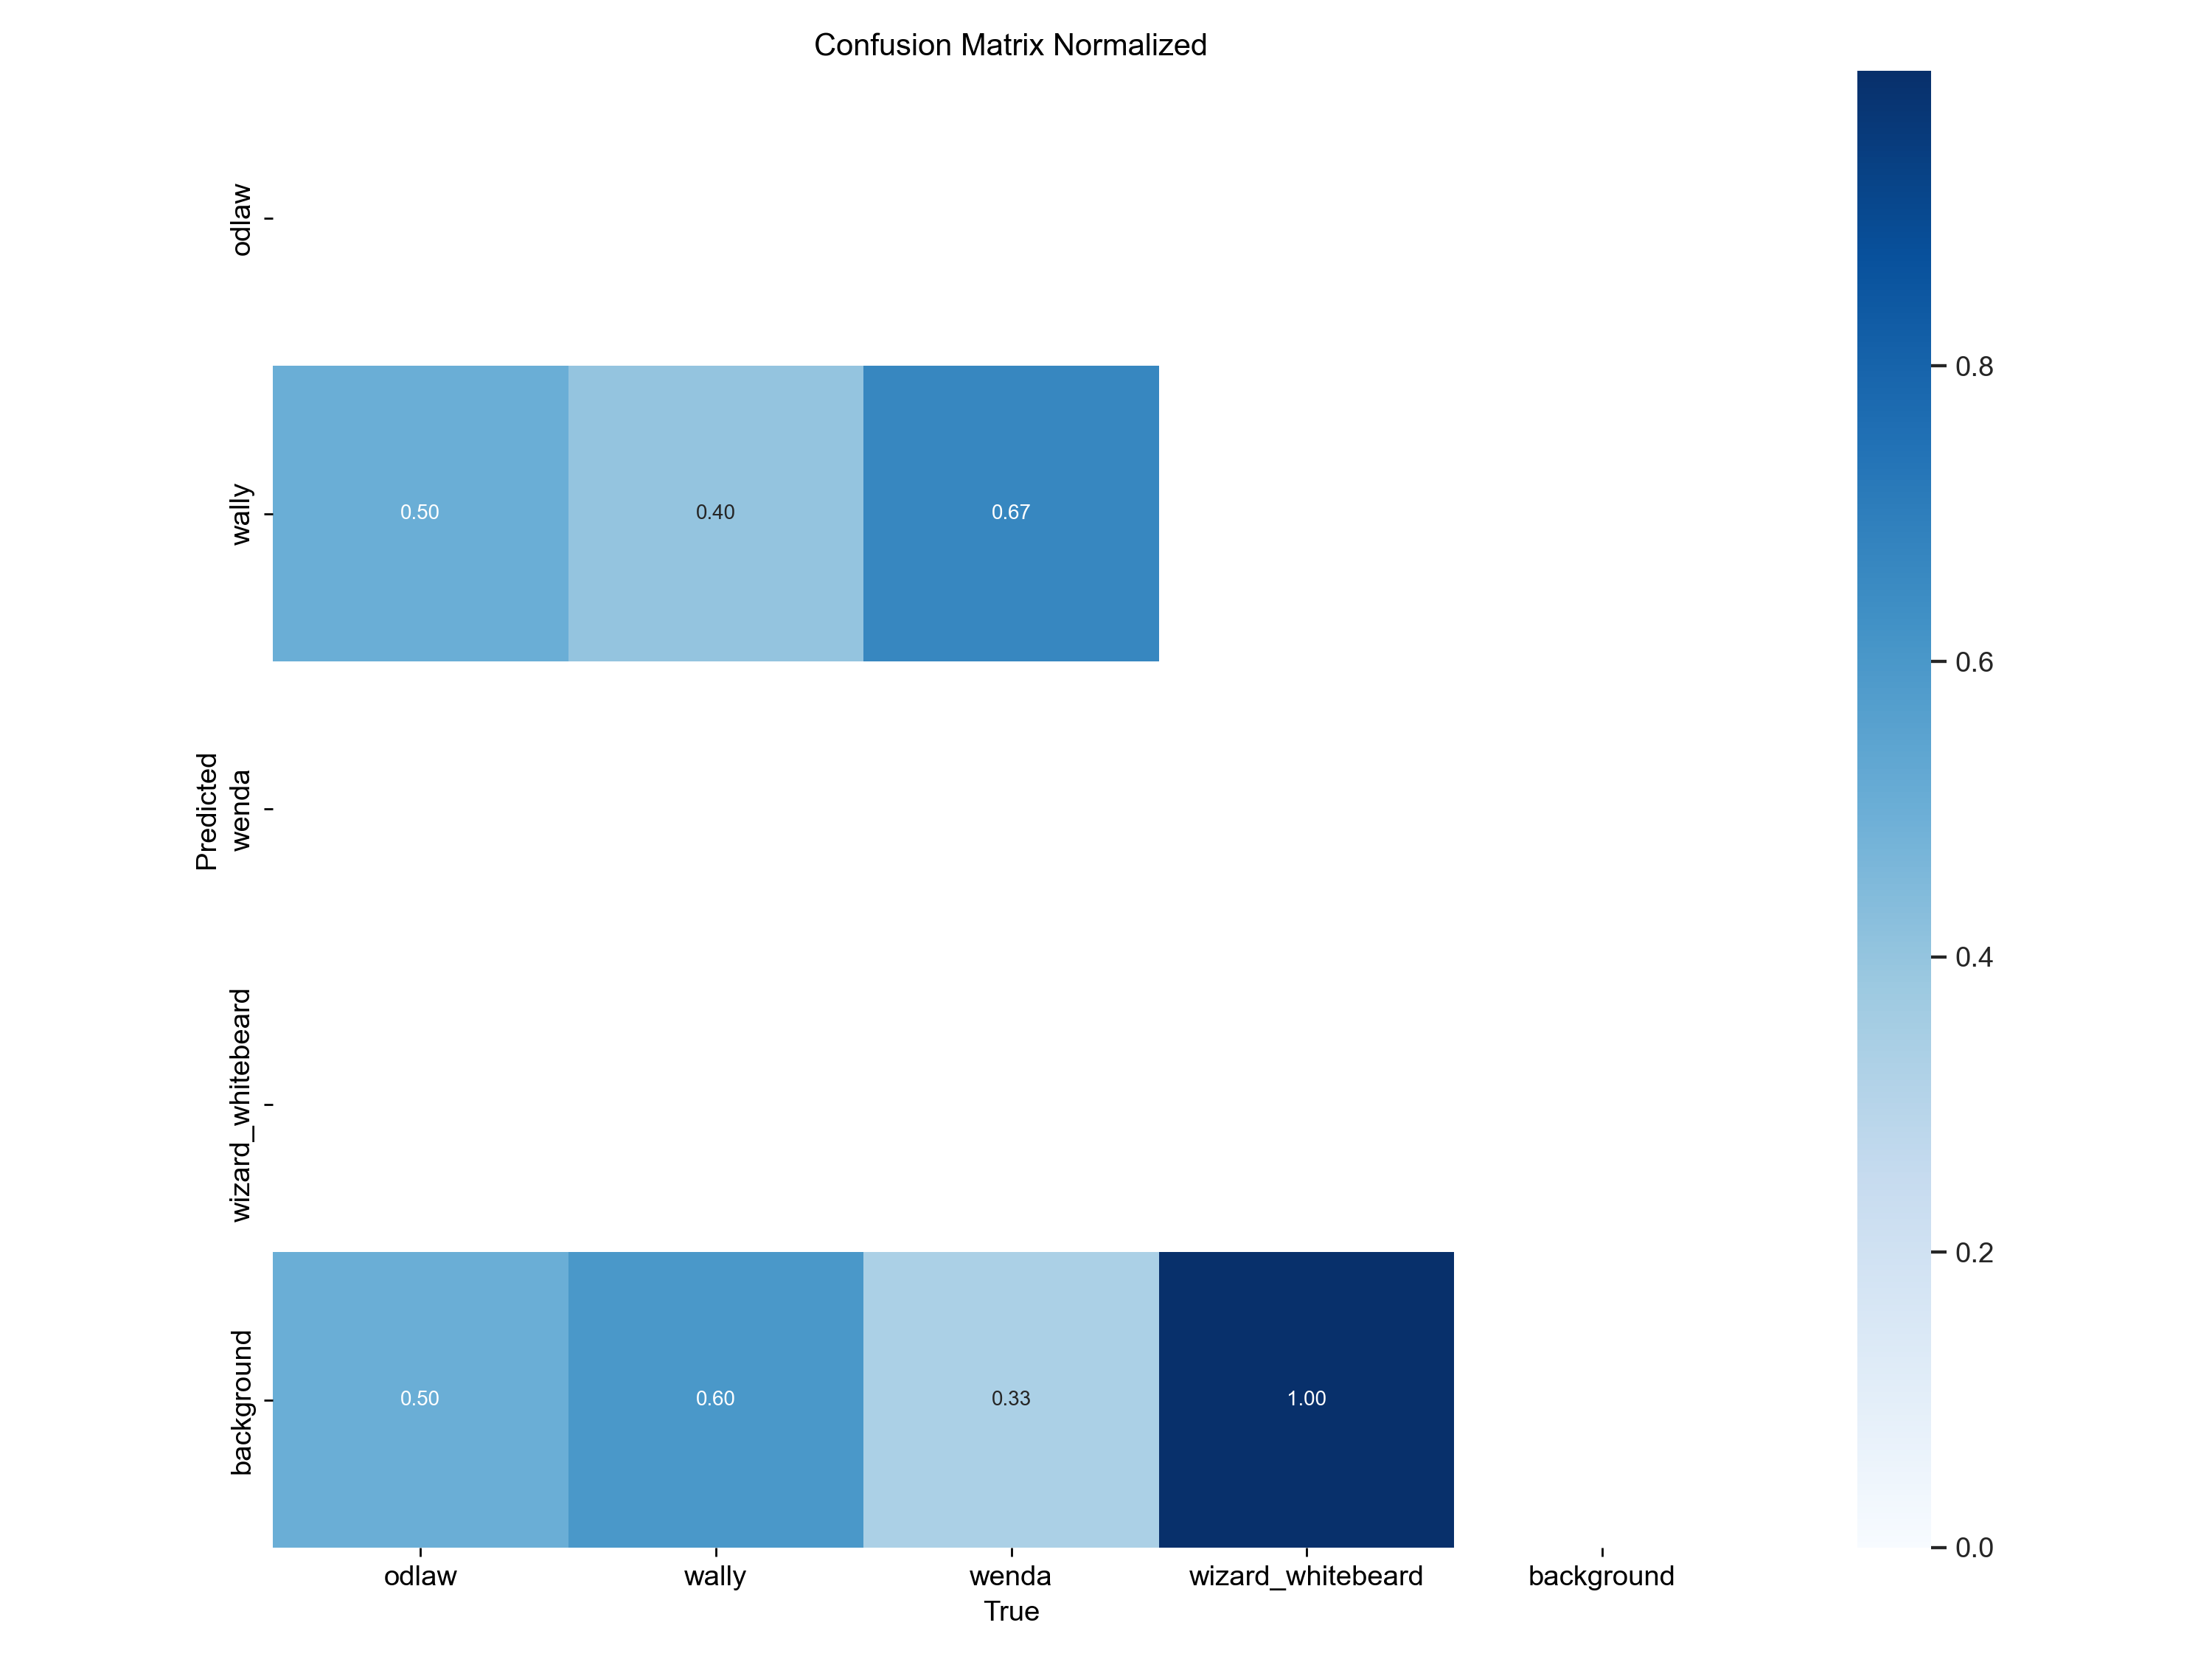 Confusion Matrix Normalized
odlaw
wally
wenda
wizard_whitebeard
background
Predicted
0.50 0.40 0.67
0.50 0.60 0.33 1.00
odlaw wally wenda wizard_whitebeard background
True
0.8
0.6
0.4
0.2
0.0